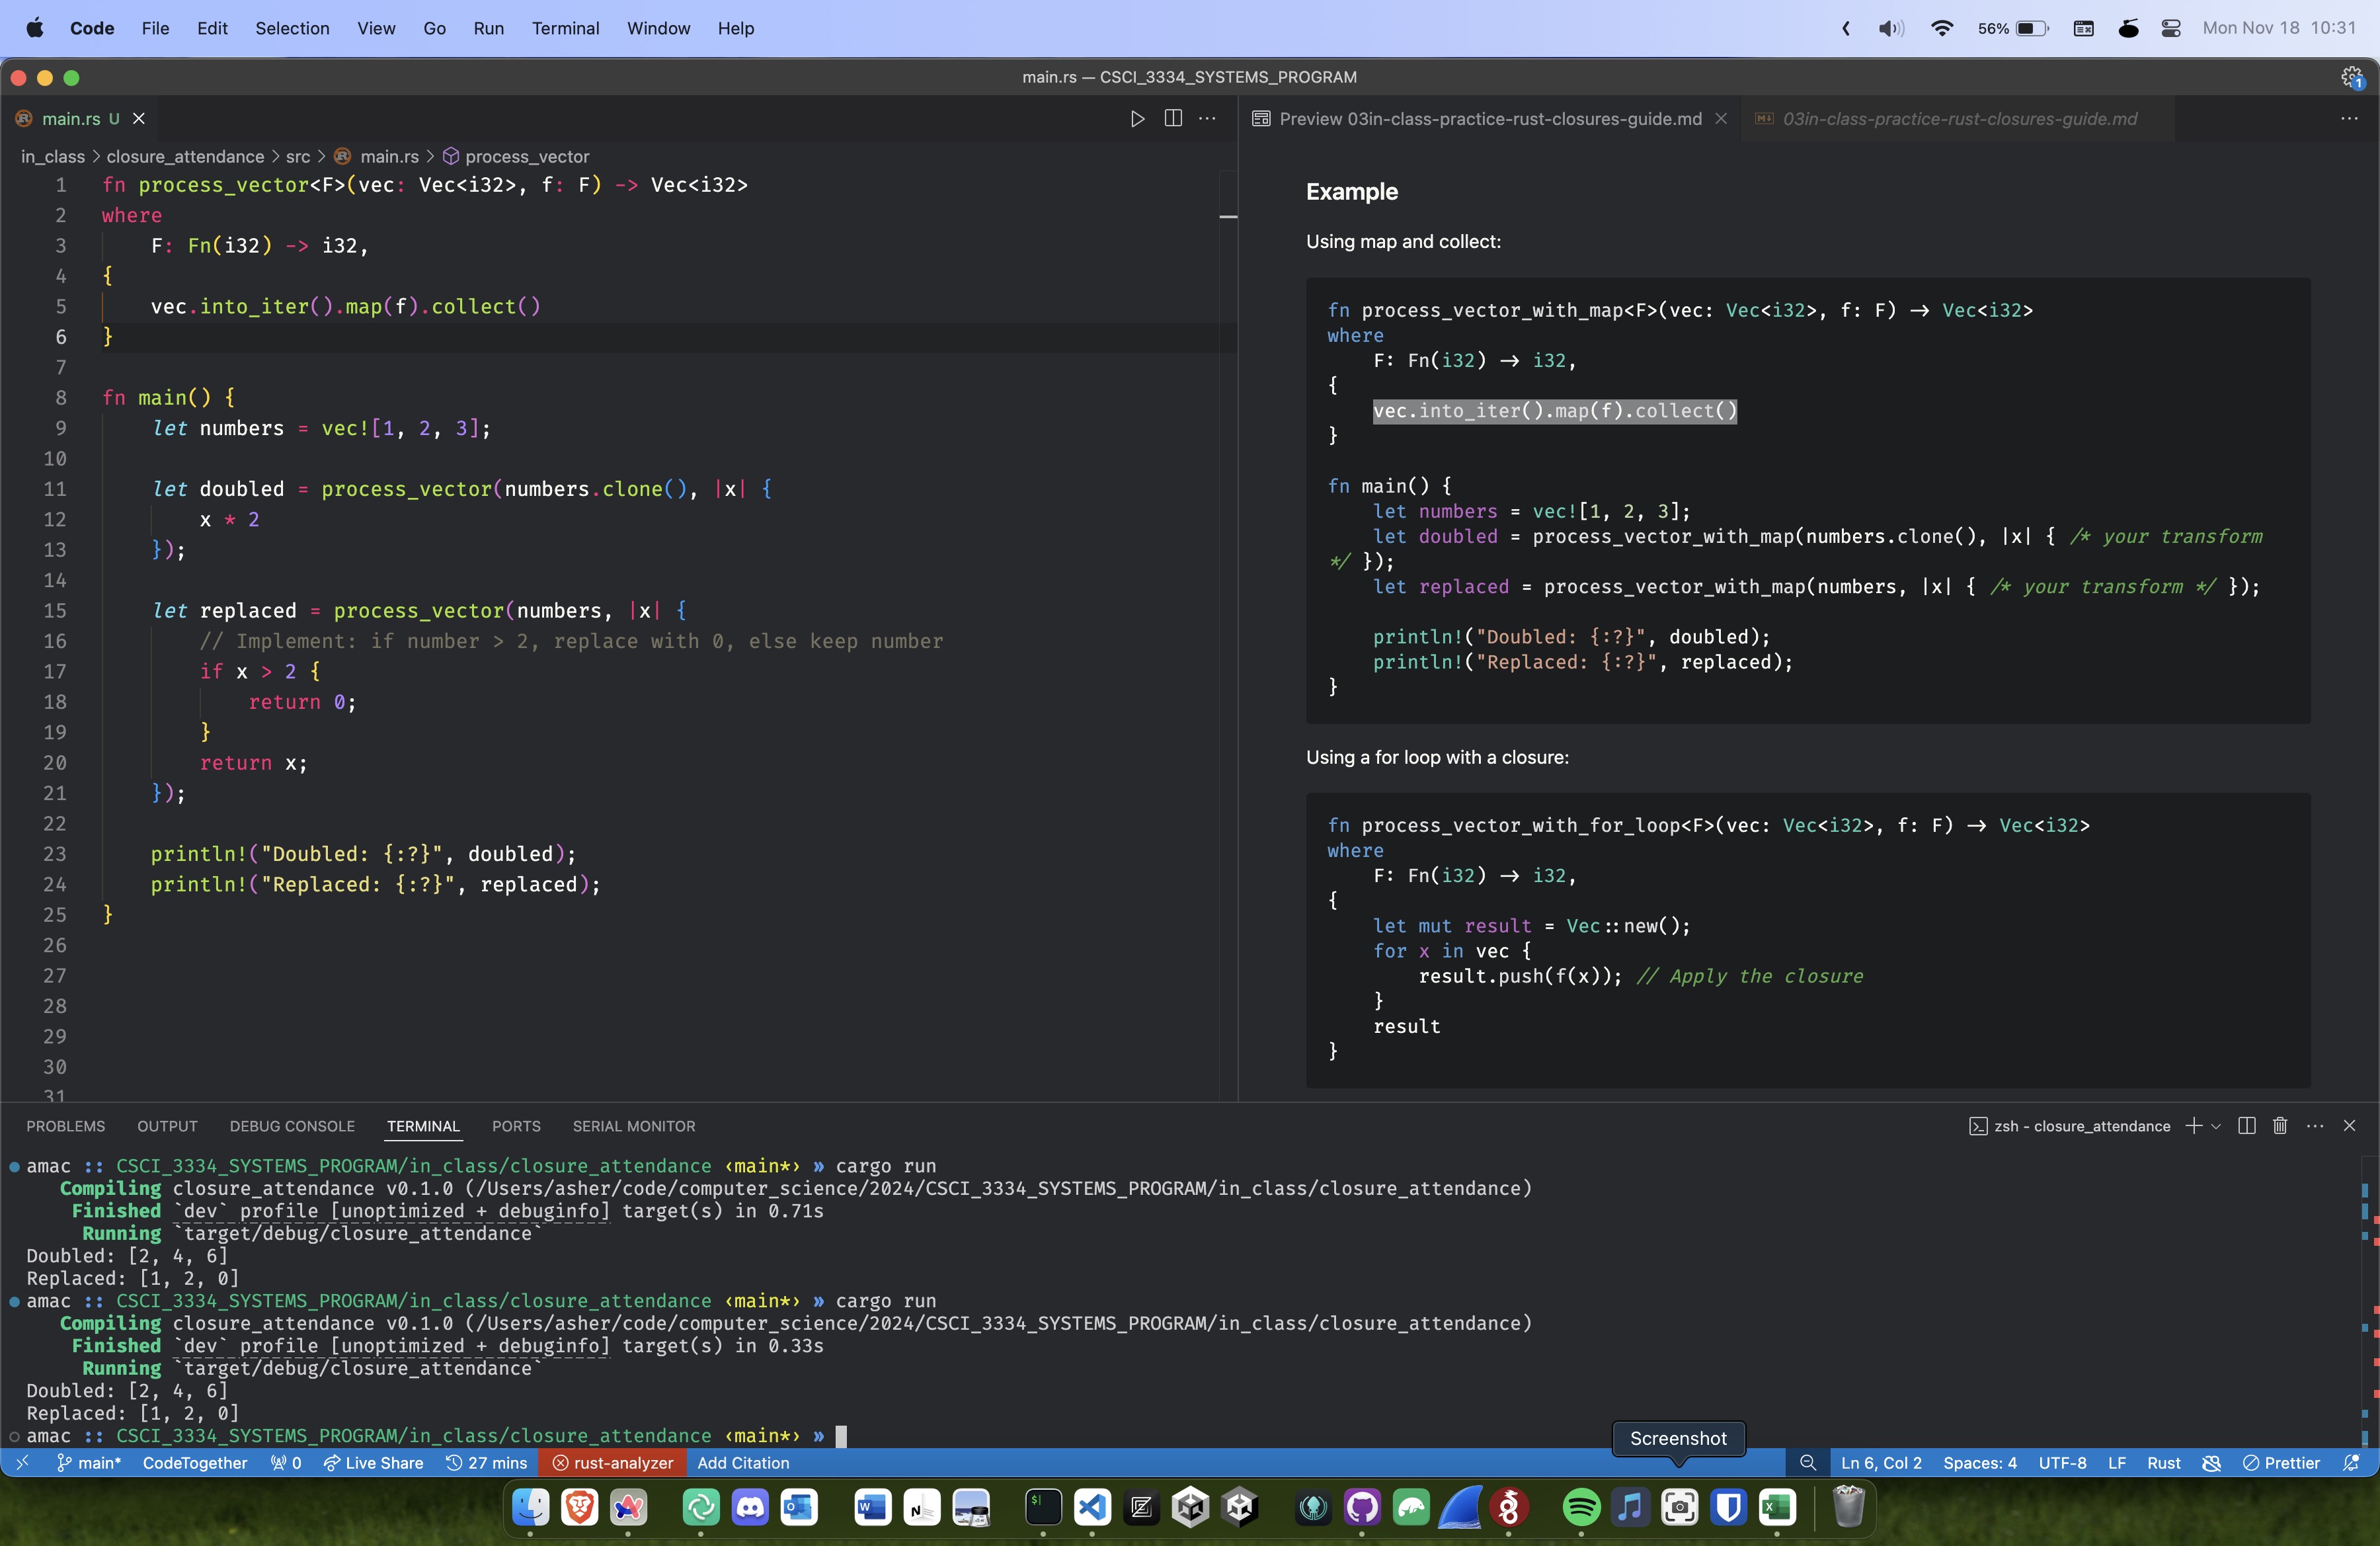 Code File Edit Selection View Go Run Terminal Window Help 56% Mon Nov 18 10:31
main.rs — CSCI_3334_SYSTEMS_PROGRAM
1
main.rs U
in_class > closure_attendance > src > main.rs > process_vector
1 fn process_vector<F>(vec: Vec<i32>, f: F) -> Vec<i32>
2 where
3 F: Fn(i32) -> i32,
4 {
5 vec.into_iter().map(f).collect()
6 }
7
8 fn main() {
9 let numbers = vec![1, 2, 3];
10
11 let doubled = process_vector(numbers.clone(), |x| {
12 x * 2
13 });
14
15 let replaced = process_vector(numbers, |x| {
16 // Implement: if number > 2, replace with 0, else keep number
17 if x > 2 {
18 return 0;
19 }
20 return x;
21 });
22
23 println!("Doubled: {:?}", doubled);
24 println!("Replaced: {:?}", replaced);
25 }
26
27
28
29
30
31
Preview 03in-class-practice-rust-closures-guide.md 03in-class-practice-rust-closures-guide.md
Example
Using map and collect:
fn process_vector_with_map<F>(vec: Vec<i32>, f: F) -> Vec<i32>
where
F: Fn(i32) -> i32,
{
vec.into_iter().map(f).collect()
}
fn main() {
let numbers = vec![1, 2, 3];
let doubled = process_vector_with_map(numbers.clone(), |x| { /* your transform
*/ });
let replaced = process_vector_with_map(numbers, |x| { /* your transform */ });
println!("Doubled: {:?}", doubled);
println!("Replaced: {:?}", replaced);
}
Using a for loop with a closure:
fn process_vector_with_for_loop<F>(vec: Vec<i32>, f: F) -> Vec<i32>
where
F: Fn(i32) -> i32,
{
let mut result = Vec::new();
for x in vec {
result.push(f(x)); // Apply the closure
}
result
}
PROBLEMS OUTPUT DEBUG CONSOLE TERMINAL PORTS SERIAL MONITOR zsh - closure_attendance
amac :: CSCI_3334_SYSTEMS_PROGRAM/in_class/closure_attendance ‹main*› » cargo run
Compiling closure_attendance v0.1.0 (/Users/asher/code/computer_science/2024/CSCI_3334_SYSTEMS_PROGRAM/in_class/closure_attendance)
Finished `dev` profile [unoptimized + debuginfo] target(s) in 0.71s
Running `target/debug/closure_attendance`
Doubled: [2, 4, 6]
Replaced: [1, 2, 0]
amac :: CSCI_3334_SYSTEMS_PROGRAM/in_class/closure_attendance ‹main*› » cargo run
Compiling closure_attendance v0.1.0 (/Users/asher/code/computer_science/2024/CSCI_3334_SYSTEMS_PROGRAM/in_class/closure_attendance)
Finished `dev` profile [unoptimized + debuginfo] target(s) in 0.33s
Running `target/debug/closure_attendance`
Doubled: [2, 4, 6]
Replaced: [1, 2, 0]
amac :: CSCI_3334_SYSTEMS_PROGRAM/in_class/closure_attendance ‹main*› »
Screenshot
main* CodeTogether 0 Live Share 27 mins rust-analyzer Add Citation Ln 6, Col 2 Spaces: 4 UTF-8 LF Rust Prettier